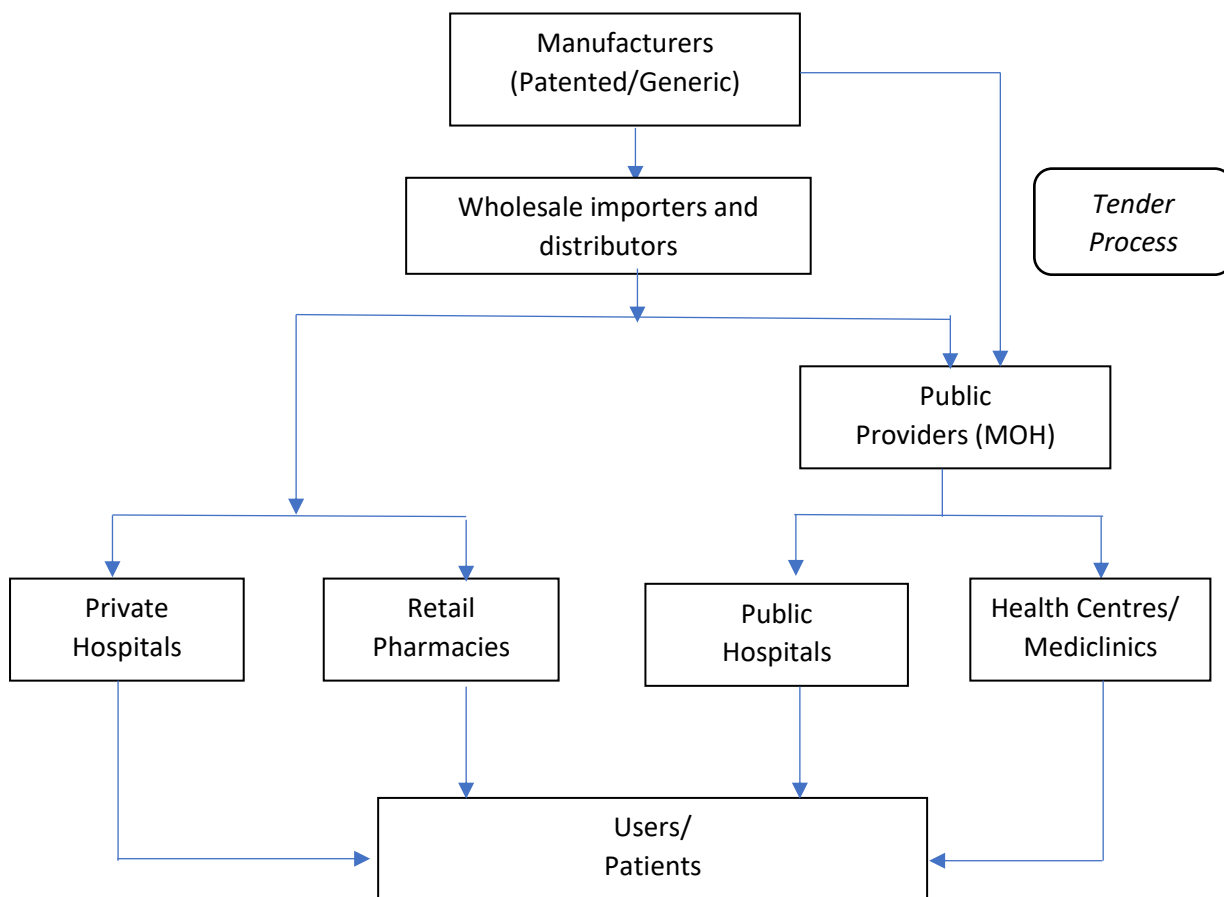 Manufacturers
(Patented/Generic)
Wholesale importers and
distributors
Tender
Process
Public
Providers (MOH)
Private
Hospitals
Retail
Pharmacies
Public
Hospitals
Health Centres/
Mediclinics
Users/
Patients